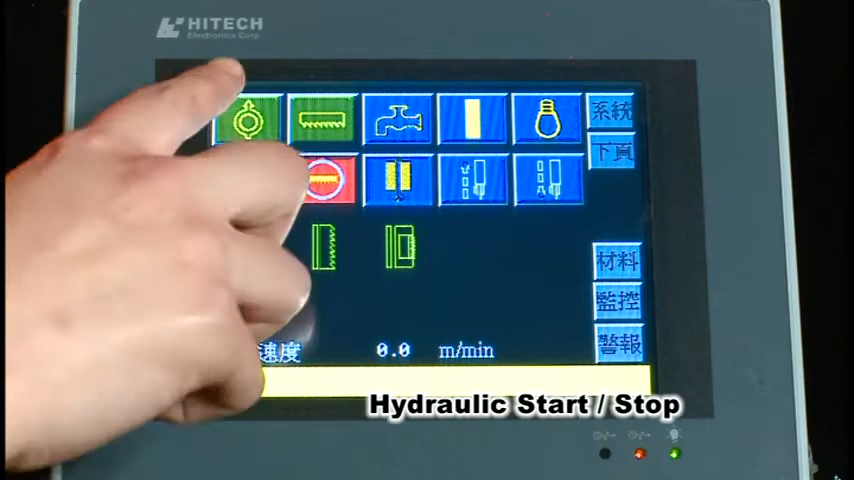 HITECH
Electronics Corp
系統
下頁
材料
監控
速度 0.0 m/min
警報
Hydraulic Start / Stop